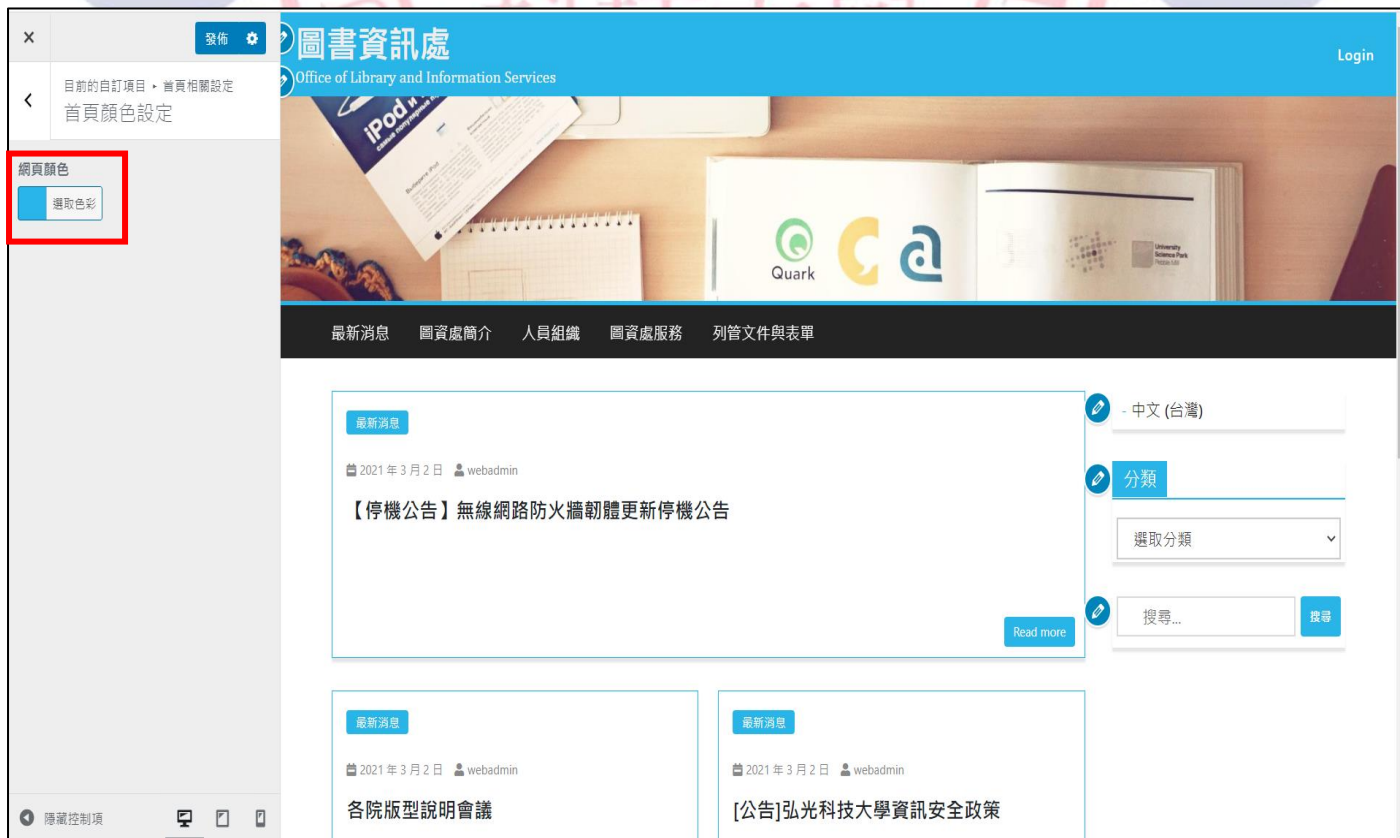 發佈
目前的自訂項目 ▸ 首頁相關設定
首頁顏色設定
網頁顏色
選取色彩
隱藏控制項
圖書資訊處
Office of Library and Information Services
Login
iPod
Quark
University
Science Park
最新消息 圖資處簡介 人員組織 圖資處服務 列管文件與表單
最新消息
2021 年 3 月 2 日 webadmin
【停機公告】無線網路防火牆韌體更新停機公告
Read more
- 中文 (台灣)
分類
選取分類
搜尋... 搜尋
最新消息
2021 年 3 月 2 日 webadmin
各院版型說明會議
最新消息
2021 年 3 月 2 日 webadmin
[公告]弘光科技大學資訊安全政策